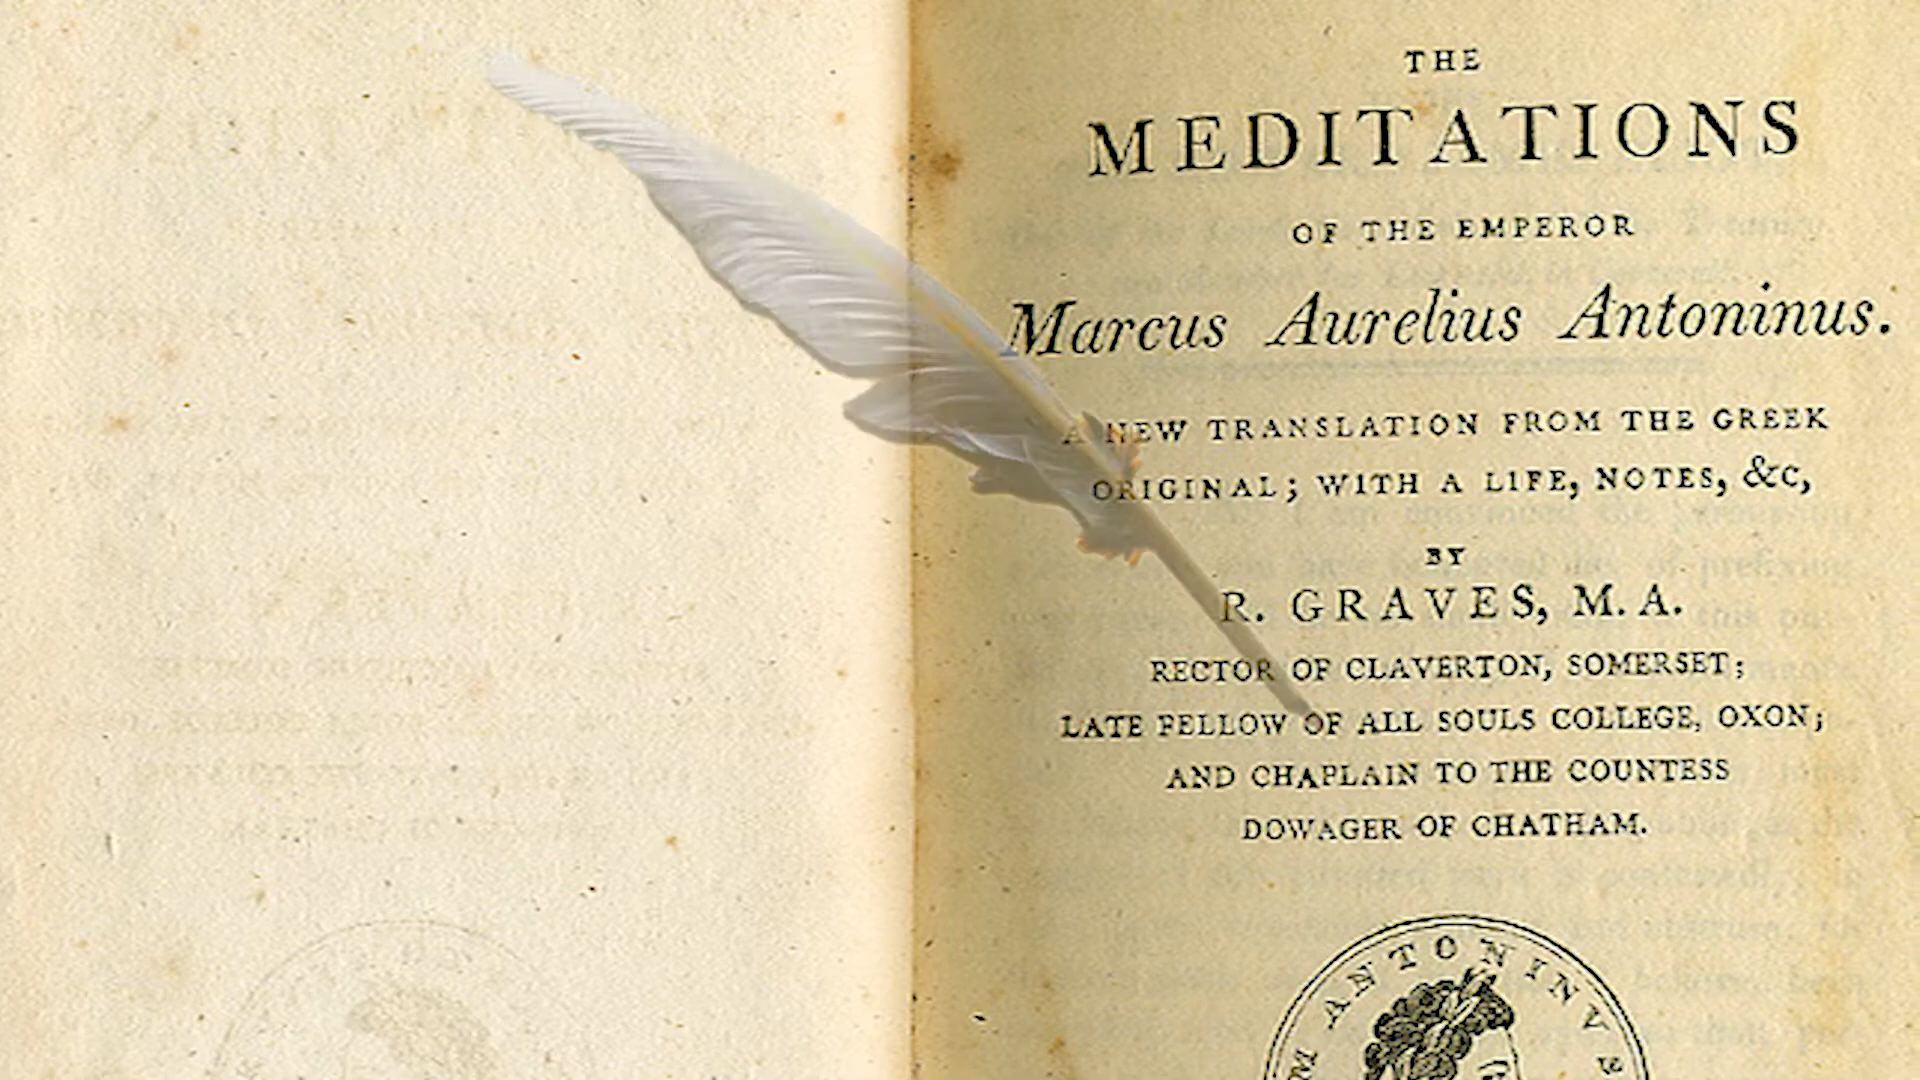 THE
MEDITATIONS
OF THE EMPEROR
Marcus Aurelius Antoninus.
A NEW TRANSLATION FROM THE GREEK
ORIGINAL; WITH A LIFE, NOTES, &c,
BY
R. GRAVES, M. A.
RECTOR OF CLAVERTON, SOMERSET;
LATE FELLOW OF ALL SOULS COLLEGE, OXON;
AND CHAPLAIN TO THE COUNTESS
DOWAGER OF CHATHAM.
M ANTONINVS